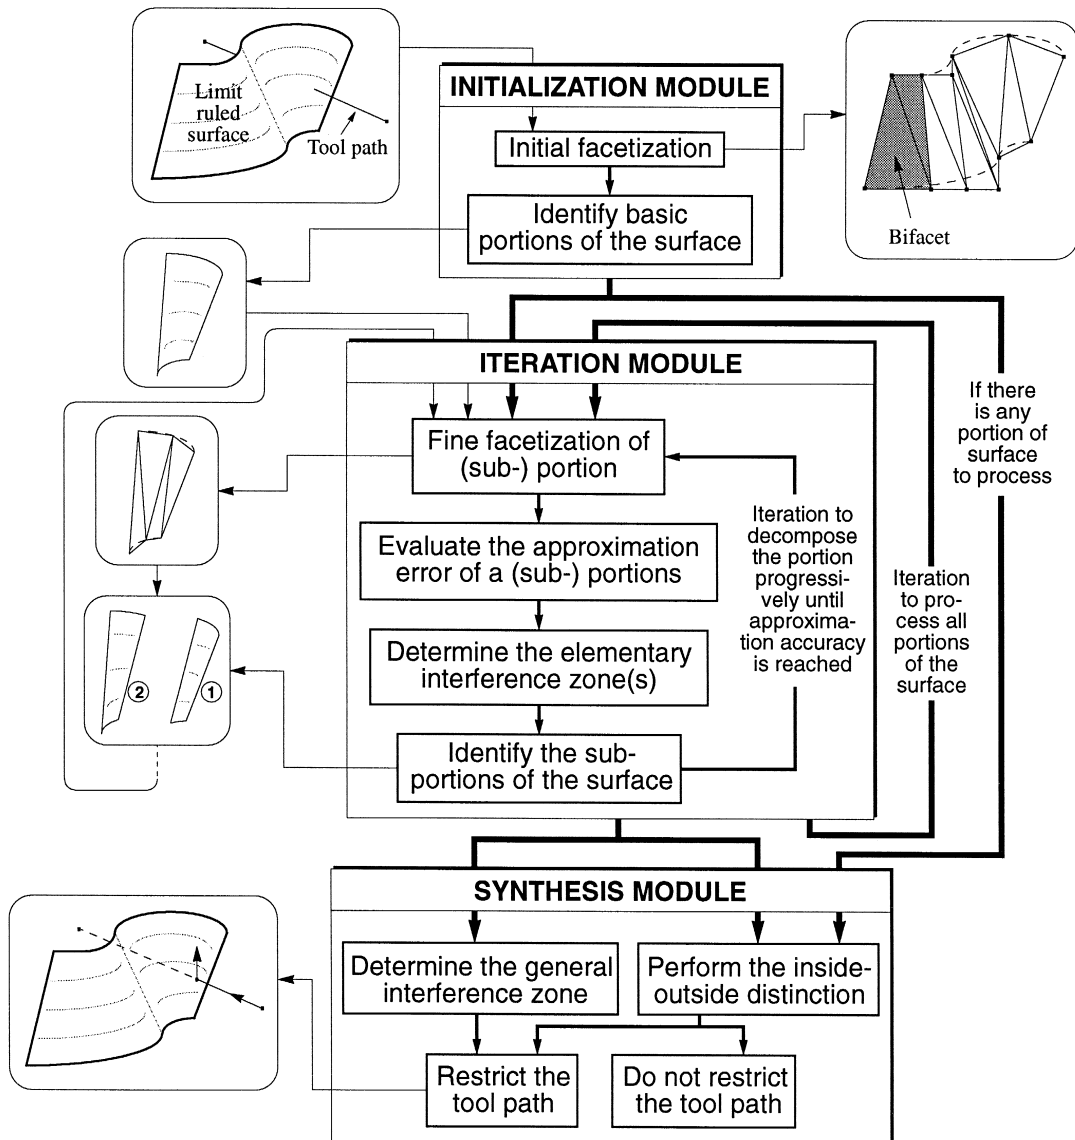 Limit
ruled
surface
Tool path
INITIALIZATION MODULE
Initial facetization
Identify basic
portions of the surface
Bifacet
ITERATION MODULE
If there
is any
portion of
surface
to process
Fine facetization of
(sub-) portion
Evaluate the approximation
error of a (sub-) portions
Iteration to
decompose
the portion
progressi-
vely until
approxima-
tion accuracy
is reached
Iteration
to pro-
cess all
portions
of the
surface
Determine the elementary
interference zone(s)
2
1
Identify the sub-
portions of the surface
SYNTHESIS MODULE
Determine the general
interference zone
Perform the inside-
outside distinction
Restrict the
tool path
Do not restrict
the tool path